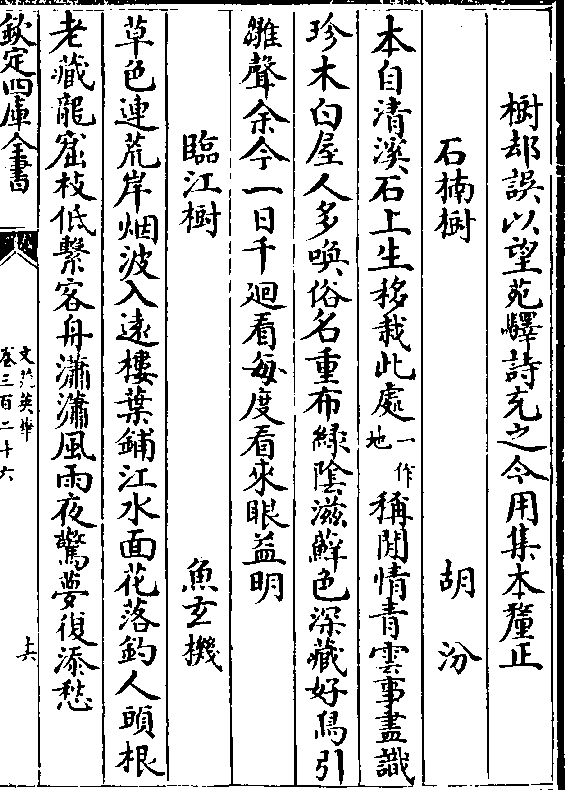 樹却誤以望苑驛詩充之今用集本釐正
石楠樹　胡汾
本自清溪石上生移栽此處一作地稱閒情青雲事盡識
珍木白屋人多喚俗名重布綠陰滋蘚色深藏好鳥引
雛聲余今一日千迴看每度看來眼益明
臨江樹　魚玄機
草色連荒岸烟波入遠樓葉鋪江水面花落釣人頭根
老藏龍窟枝低繫客舟瀟瀟風雨夜驚夢復添愁
欽定四庫全書
文苑英華
卷三百二十六